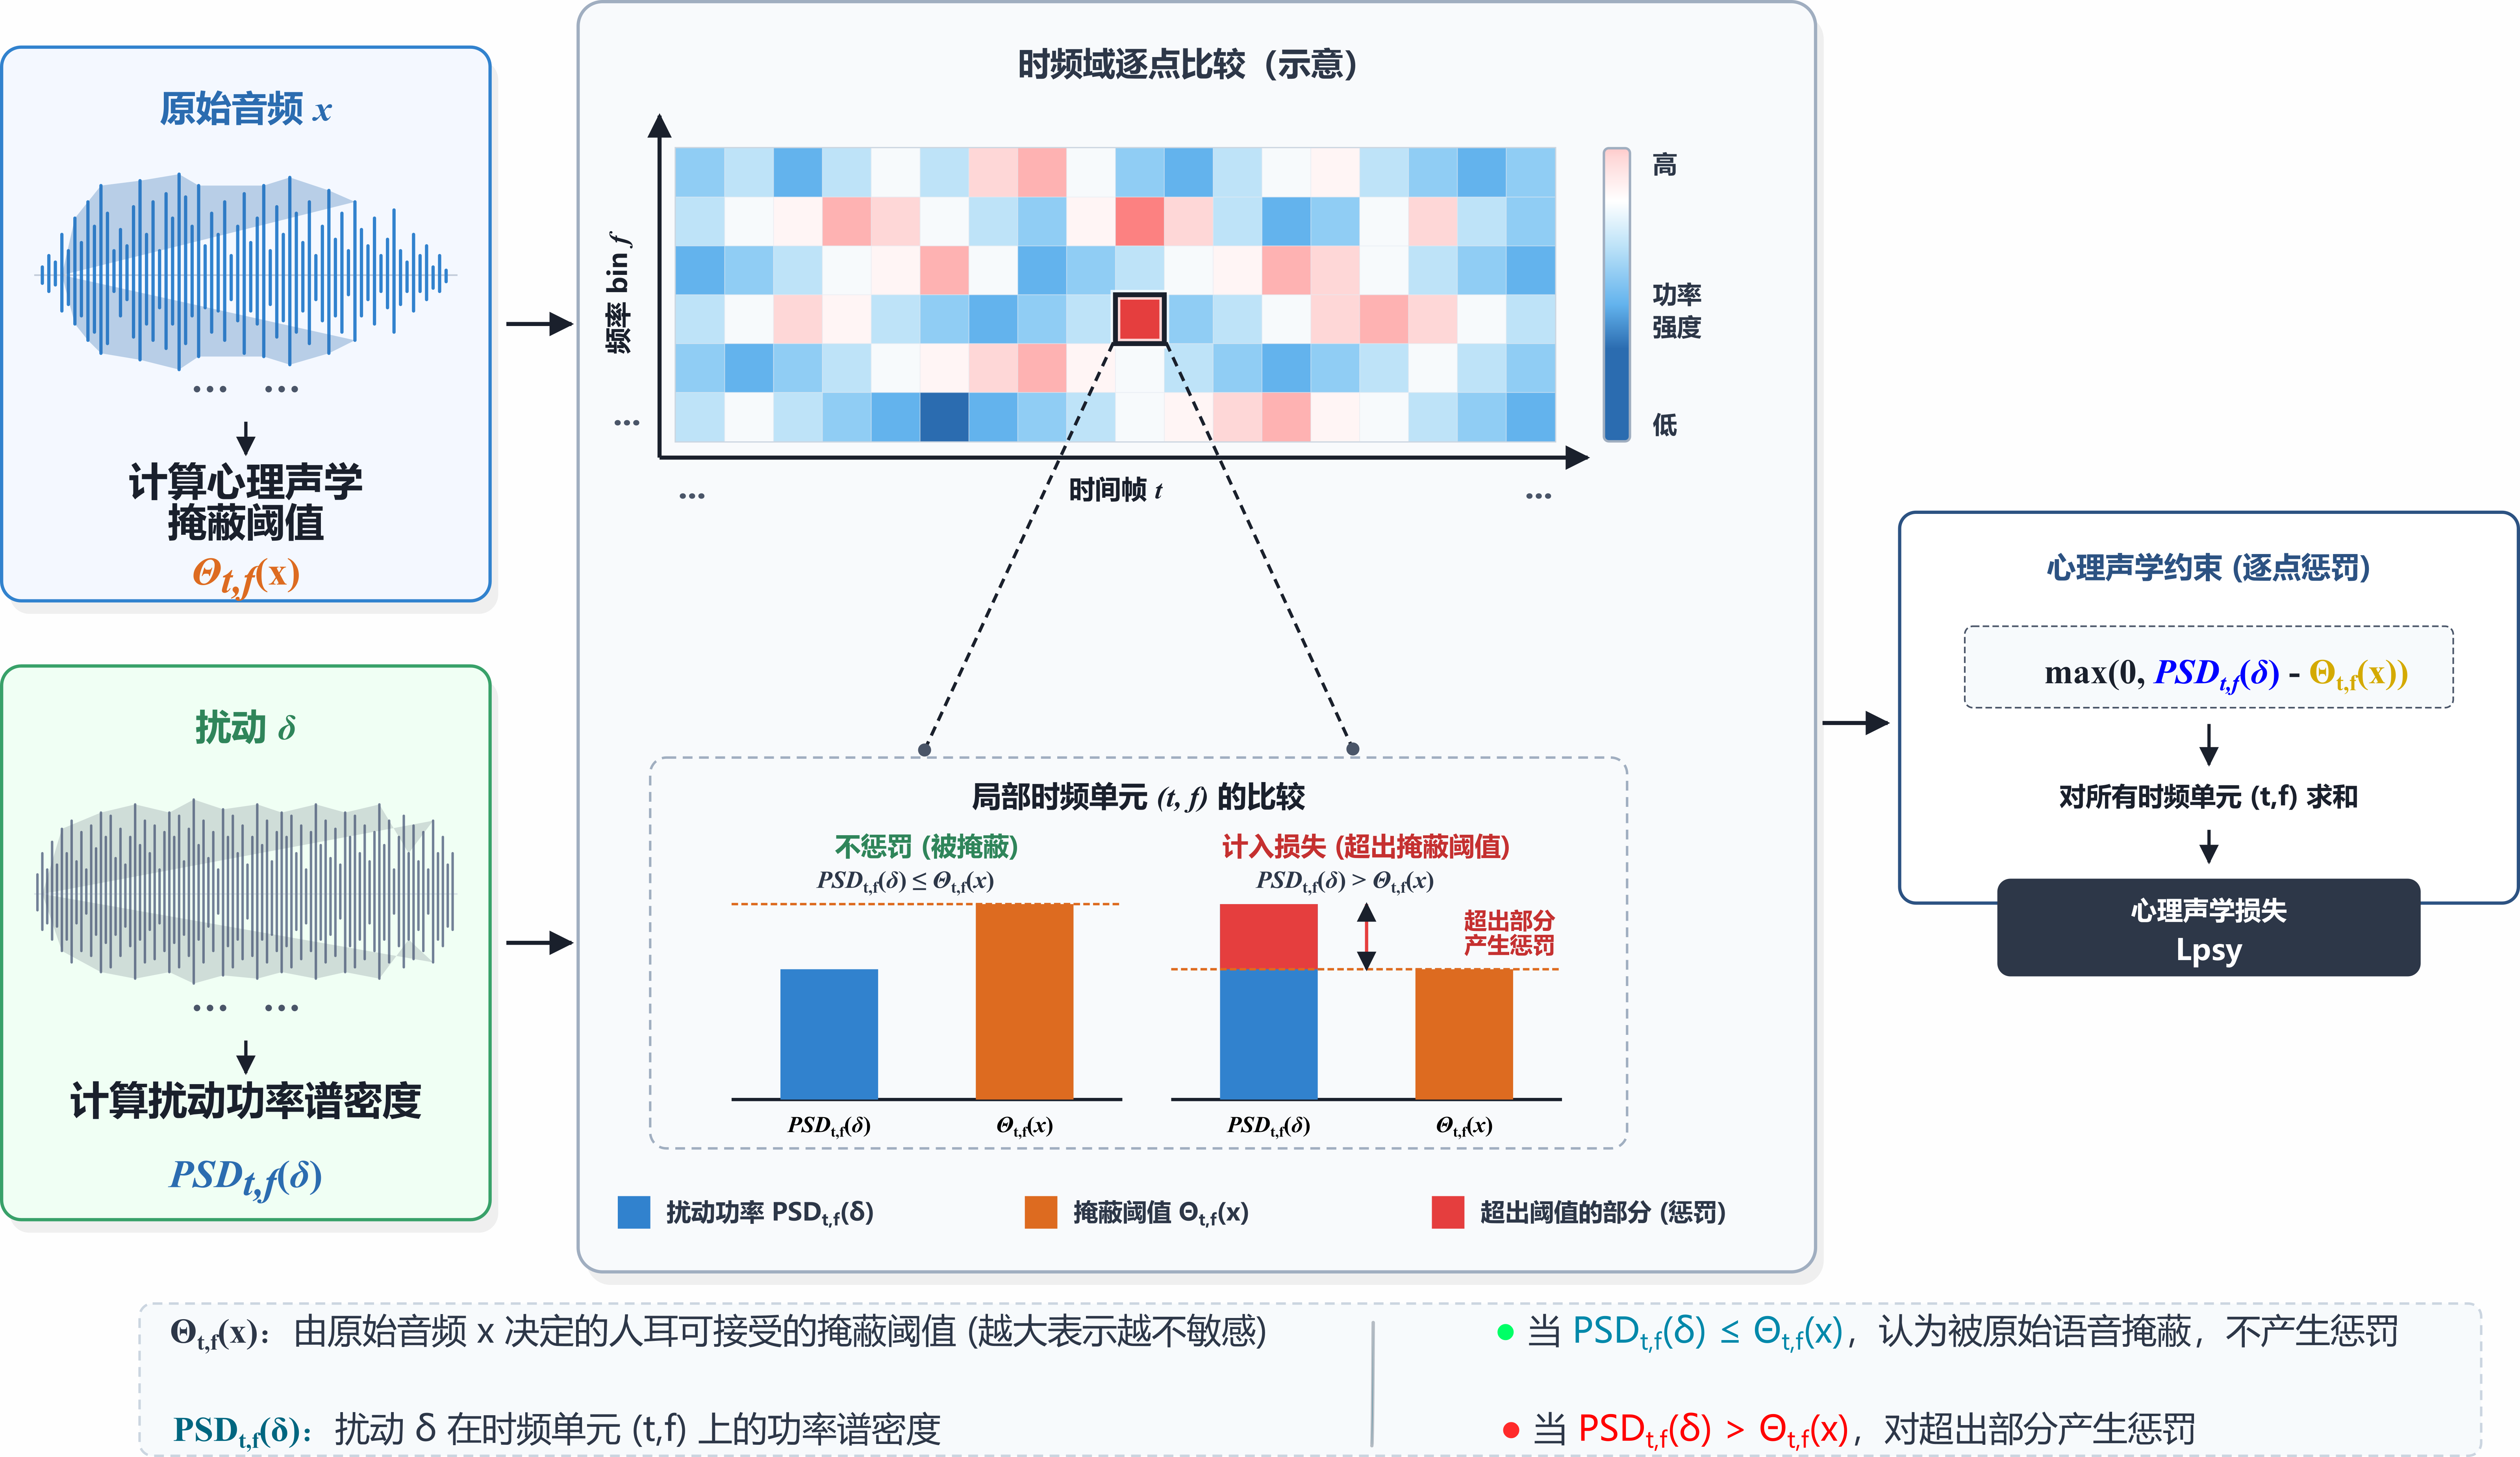 原始音频 x
... ...
计算心理声学
掩蔽阈值
Θt,f(x)
扰动 δ
... ...
计算扰动功率谱密度
PSDt,f(δ)
时频域逐点比较（示意）
频率 bin f
...
时间帧 t
...
...
高
功率
强度
低
局部时频单元 (t, f) 的比较
不惩罚 (被掩蔽)
PSDt,f(δ) ≤ Θt,f(x)
PSDt,f(δ)
Θt,f(x)
计入损失 (超出掩蔽阈值)
PSDt,f(δ) > Θt,f(x)
超出部分
产生惩罚
PSDt,f(δ)
Θt,f(x)
扰动功率 PSDt,f(δ)
掩蔽阈值 Θt,f(x)
超出阈值的部分 (惩罚)
心理声学约束 (逐点惩罚)
max(0, PSDt,f(δ) - Θt,f(x))
对所有时频单元 (t,f) 求和
心理声学损失
Lpsy
Θt,f(x)： 由原始音频 x 决定的人耳可接受的掩蔽阈值 (越大表示越不敏感)
PSDt,f(δ)： 扰动 δ 在时频单元 (t,f) 上的功率谱密度
当 PSDt,f(δ) ≤ Θt,f(x)，认为被原始语音掩蔽，不产生惩罚
当 PSDt,f(δ) > Θt,f(x)，对超出部分产生惩罚